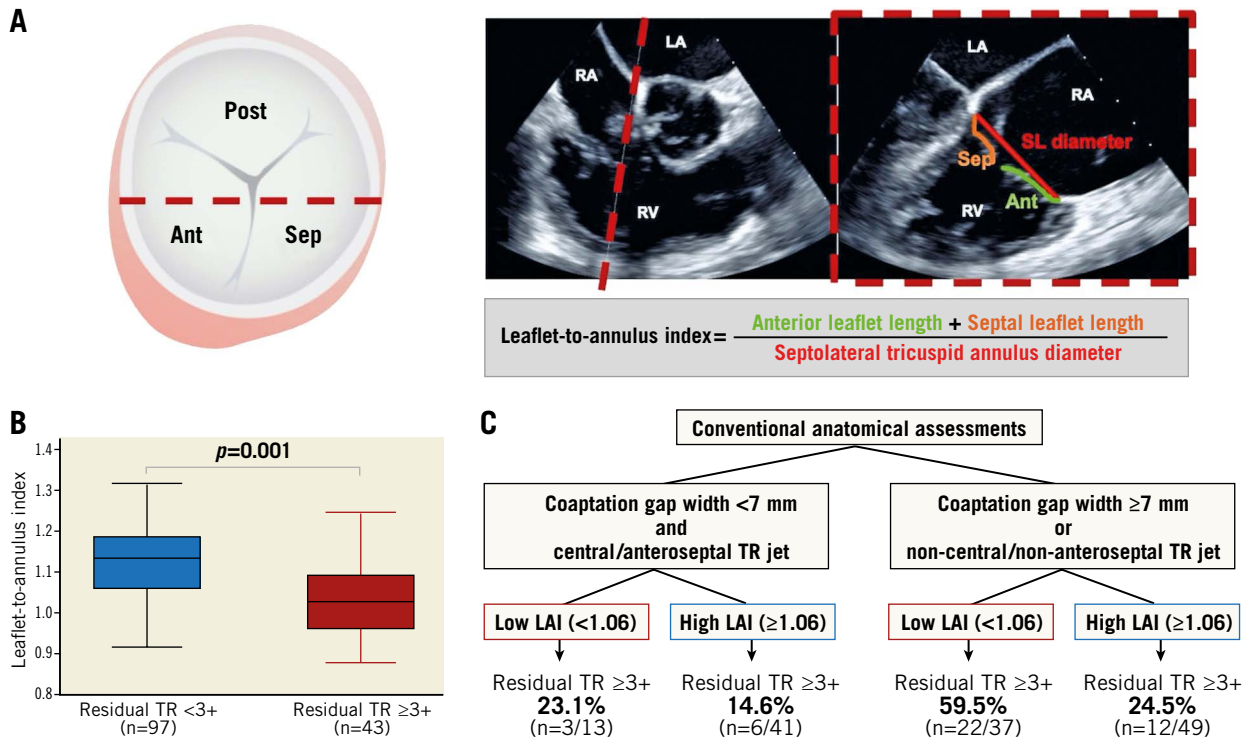 A
Post
Ant
Sep
LA
RA
RV
LA
RA
SL diameter
Sep
Ant
RV
Leaflet-to-annulus index=
Anterior leaflet length + Septal leaflet length
Septolateral tricuspid annulus diameter
B
Leaflet-to-annulus index
1.4
1.3
1.2
1.1
1.0
0.9
0.8
p=0.001
Residual TR <3+
(n=97)
Residual TR ≥3+
(n=43)
C
Conventional anatomical assessments
Coaptation gap width <7 mm
and
central/anteroseptal TR jet
Coaptation gap width ≥7 mm
or
non-central/non-anteroseptal TR jet
Low LAI (<1.06)
High LAI (≥1.06)
Low LAI (<1.06)
High LAI (≥1.06)
Residual TR ≥3+
23.1%
(n=3/13)
Residual TR ≥3+
14.6%
(n=6/41)
Residual TR ≥3+
59.5%
(n=22/37)
Residual TR ≥3+
24.5%
(n=12/49)